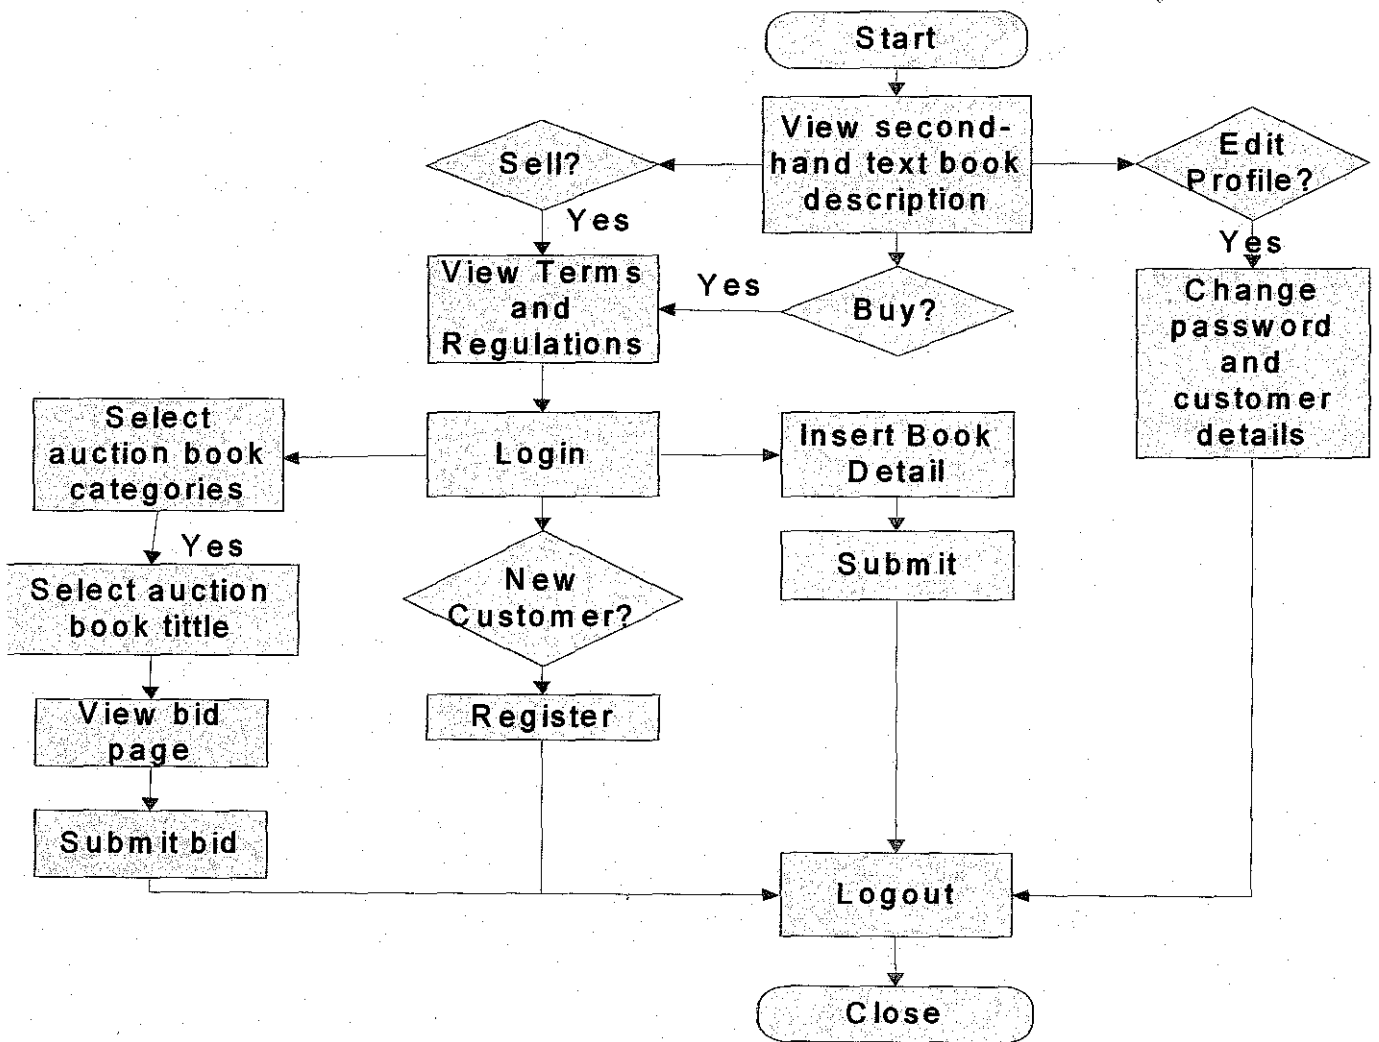 Start
View second-
hand text book
description
Sell?
Edit
Profile?
Yes
Yes
View Terms
and
Regulations
Yes
Buy?
Change
password
and
customer
details
Select
auction book
categories
Login
Insert Book
Detail
Yes
Select auction
book tittle
New
Customer?
Submit
View bid
page
Register
Submit bid
Logout
Close